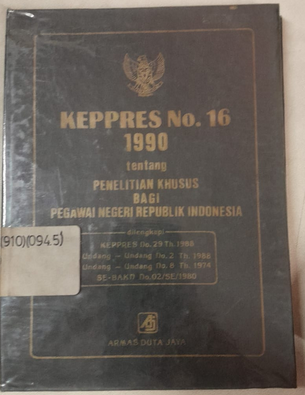 KEPPRES No. 16
1990
tentang
PENELITIAN KHUSUS
BAGI
PEGAWAI NEGERI REPUBLIK INDONESIA
dilengkapi
KEPPRES No. 29 Th. 1988
Undang - Undang No. 2 Th. 1988
Undang - Undang No. 8 Th. 1974
SE-BAKN No. 02/SE/1980
(910)(094.5)
ARMAS DUTA JAYA